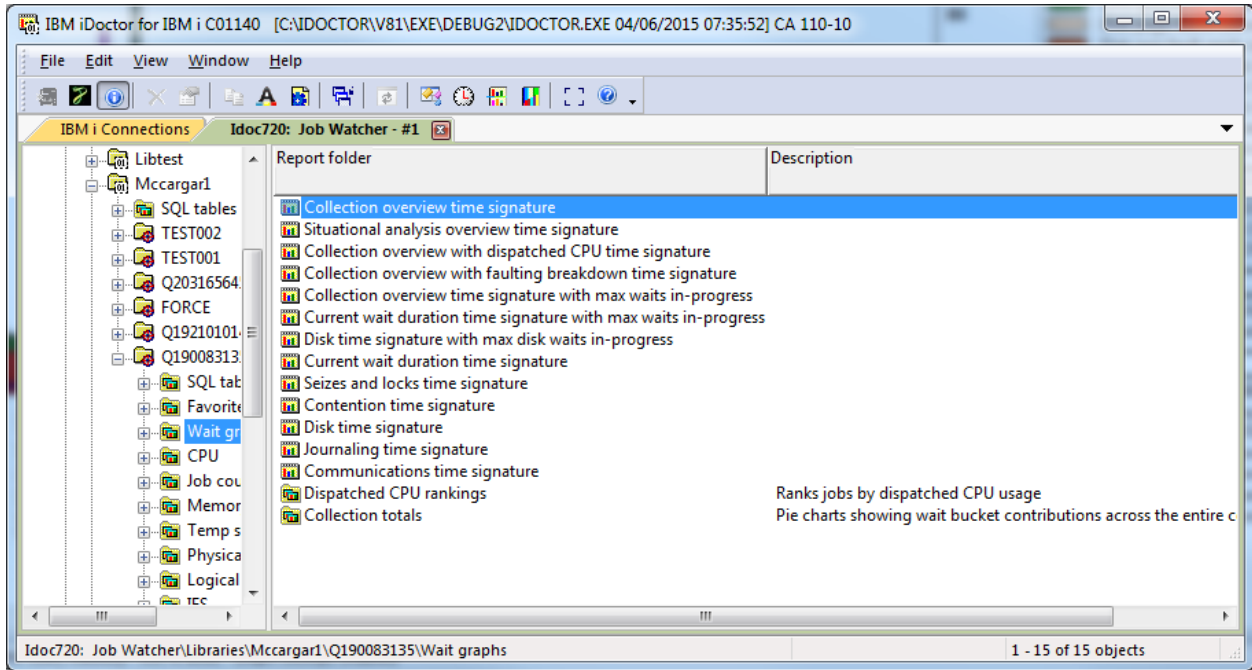 IBM iDoctor for IBM i C01140 [C:\IDOCTOR\V81\EXE\DEBUG2\IDOCTOR.EXE 04/06/2015 07:35:52] CA 110-10
File Edit View Window Help
IBM i Connections Idoc720: Job Watcher - #1
Libtest
Mccargar1
SQL tables
TEST002
TEST001
Q20316564
FORCE
Q19210101
Q19008313
SQL tab
Favorite
Wait gr
CPU
Job cou
Memor
Temp s
Physica
Logical
IFS
Report folder Description
Collection overview time signature
Situational analysis overview time signature
Collection overview with dispatched CPU time signature
Collection overview with faulting breakdown time signature
Collection overview time signature with max waits in-progress
Current wait duration time signature with max waits in-progress
Disk time signature with max disk waits in-progress
Current wait duration time signature
Seizes and locks time signature
Contention time signature
Disk time signature
Journaling time signature
Communications time signature
Dispatched CPU rankings Ranks jobs by dispatched CPU usage
Collection totals Pie charts showing wait bucket contributions across the entire c
Idoc720: Job Watcher\Libraries\Mccargar1\Q190083135\Wait graphs 1 - 15 of 15 objects